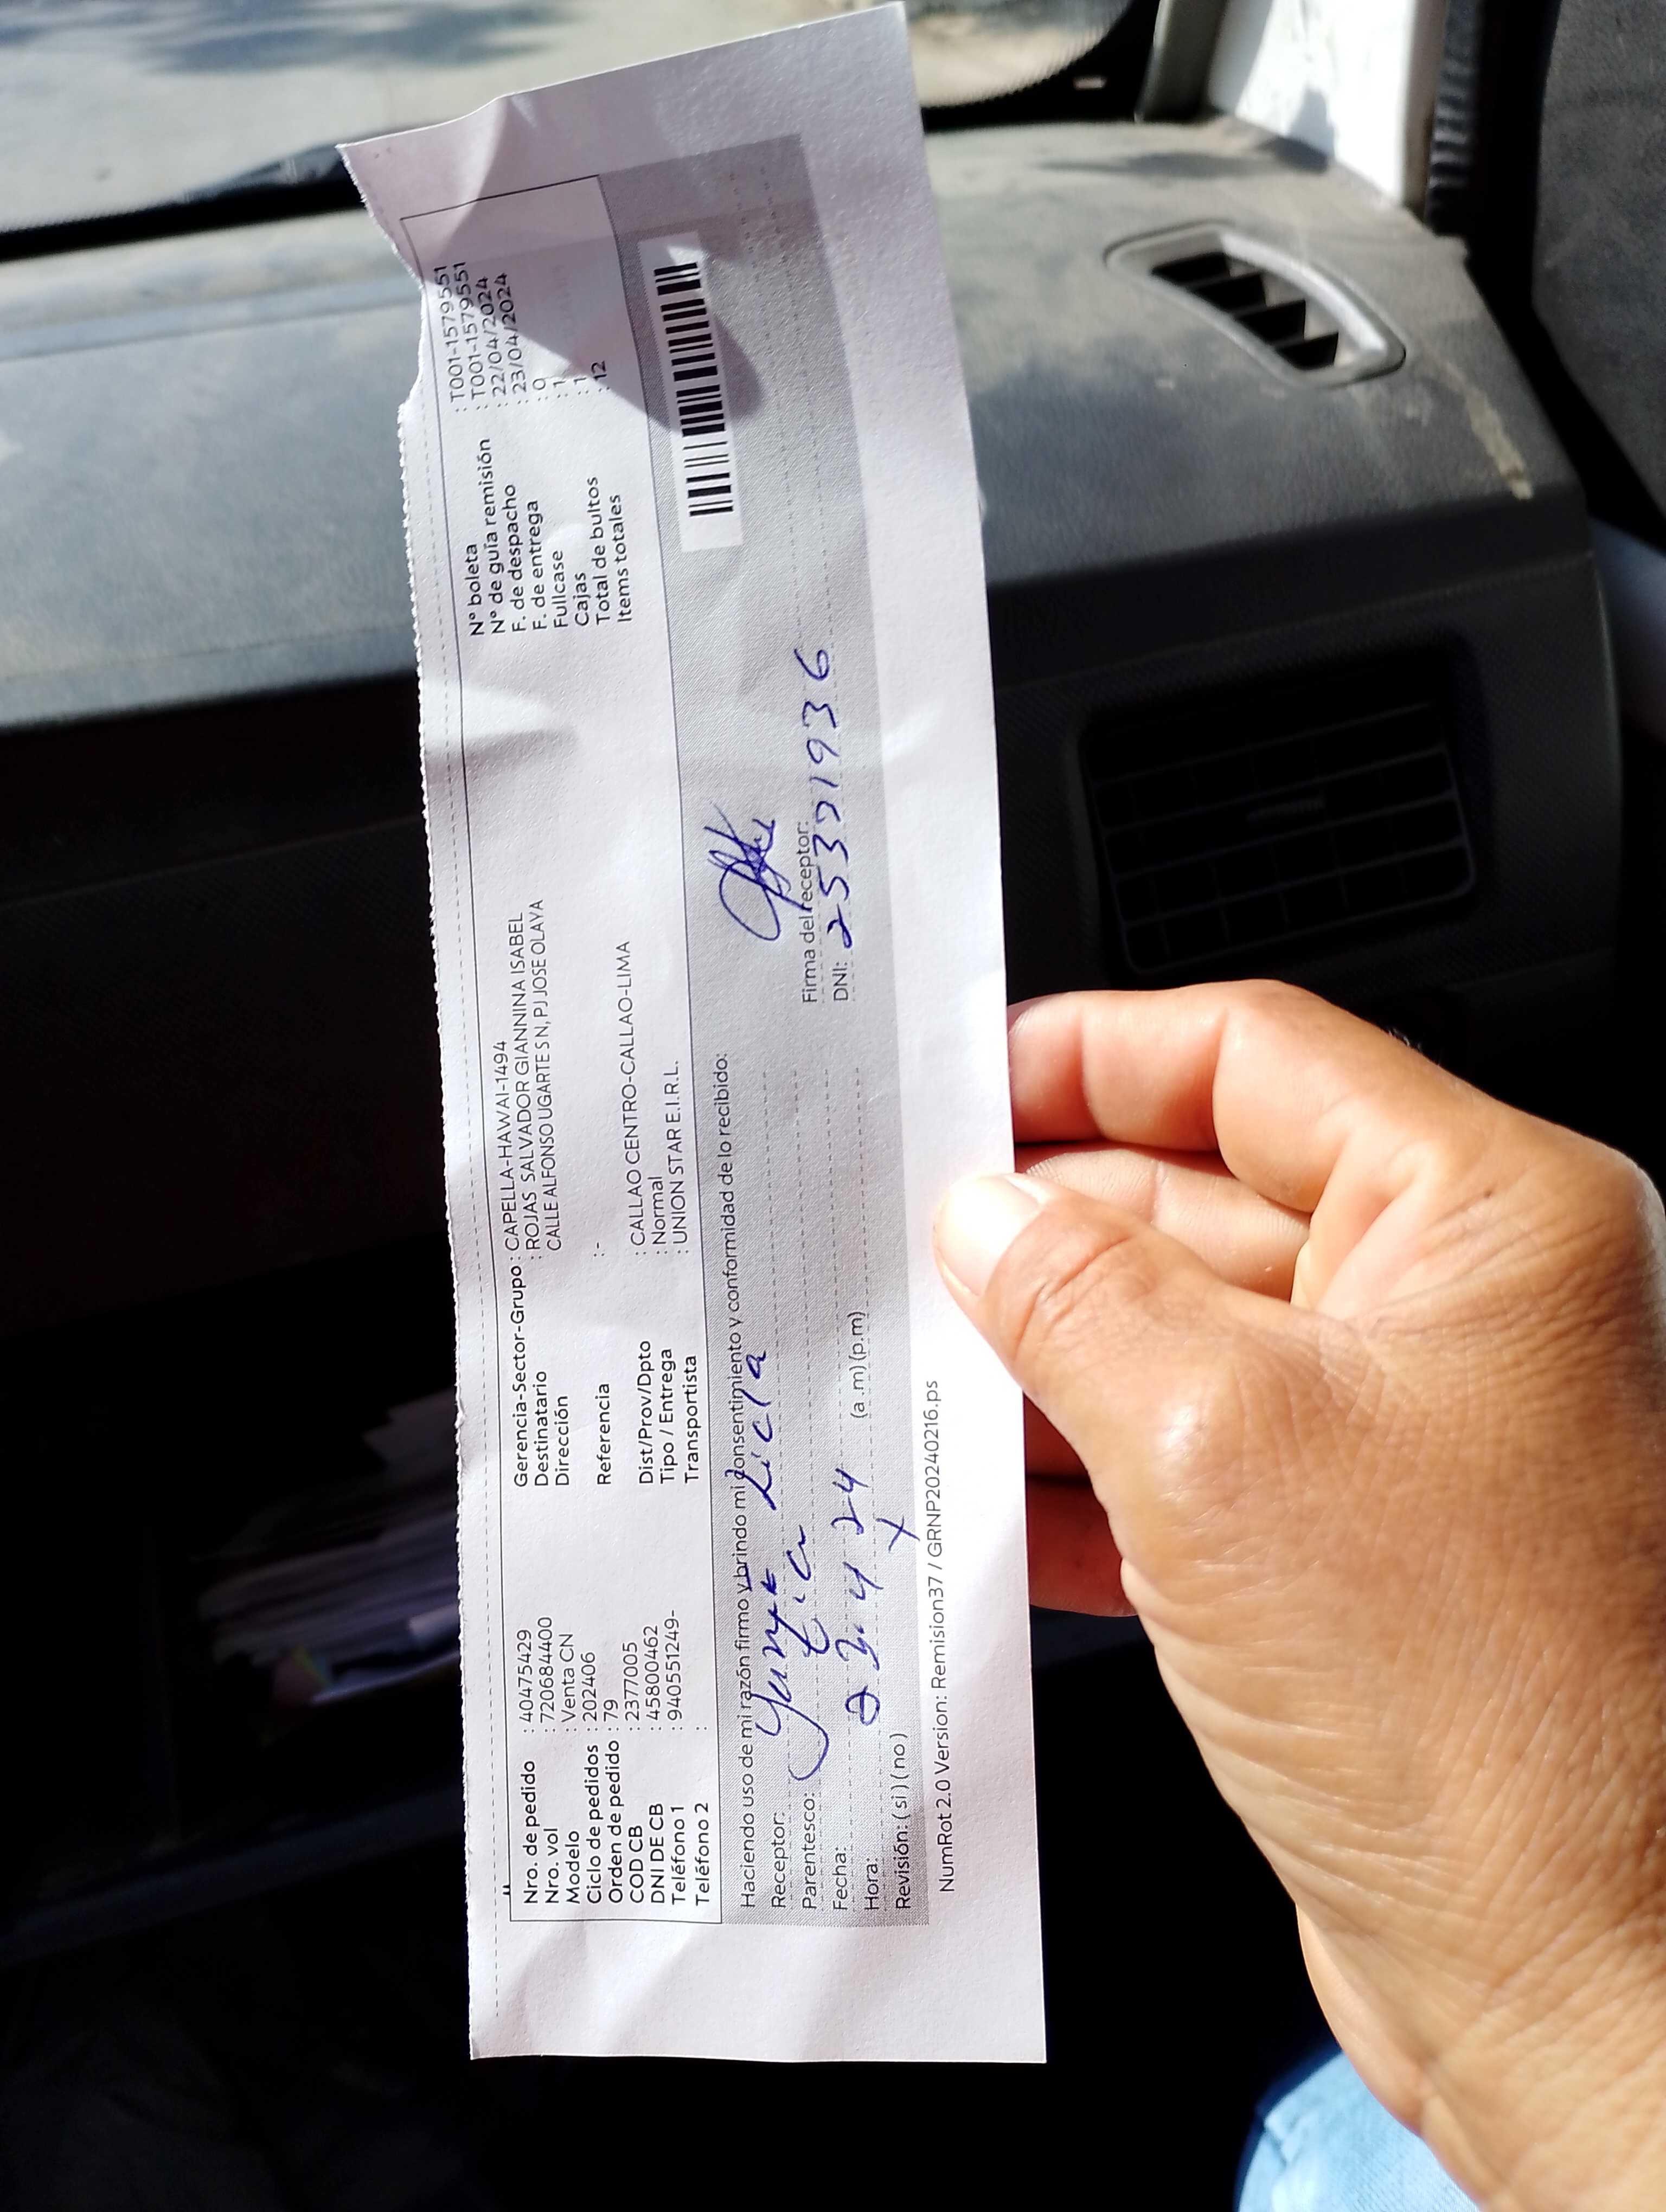 Nro. de pedido : 40475429
Nro. vol : 720684400
Modelo : Venta CN
Ciclo de pedidos : 202406
Orden de pedido : 79
COD CB : 2377005
DNI DE CB : 45800462
Teléfono 1 : 940551249-
Teléfono 2 :
Gerencia-Sector-Grupo : CAPELLA-HAWAI-1494
Destinatario : ROJAS SALVADOR GIANNINA ISABEL
Dirección CALLE ALFONSO UGARTE S N, PJ JOSE OLAYA
Referencia : -
Dist/Prov/Dpto : CALLAO CENTRO-CALLAO-LIMA
Tipo / Entrega : Normal
Transportista : UNION STAR E.I.R.L.
N° boleta : T001-1579551
N° de guía remisión : T001-1579551
F. de despacho : 22/04/2024
F. de entrega : 23/04/2024
Fullcase : 0
Cajas : 1
Total de bultos : 1
Items totales : 12
Haciendo uso de mi razón firmo y brindo mi consentimiento y conformidad de lo recibido:
Receptor: Licla
Parentesco: tia
Fecha: 23 4 24
Hora: (a .m) (p.m)
Revisión: ( si ) ( no ) X
Firma del receptor:
DNI: 25371936
NumRot 2.0 Version: Remision37 / GRNP20240216.ps